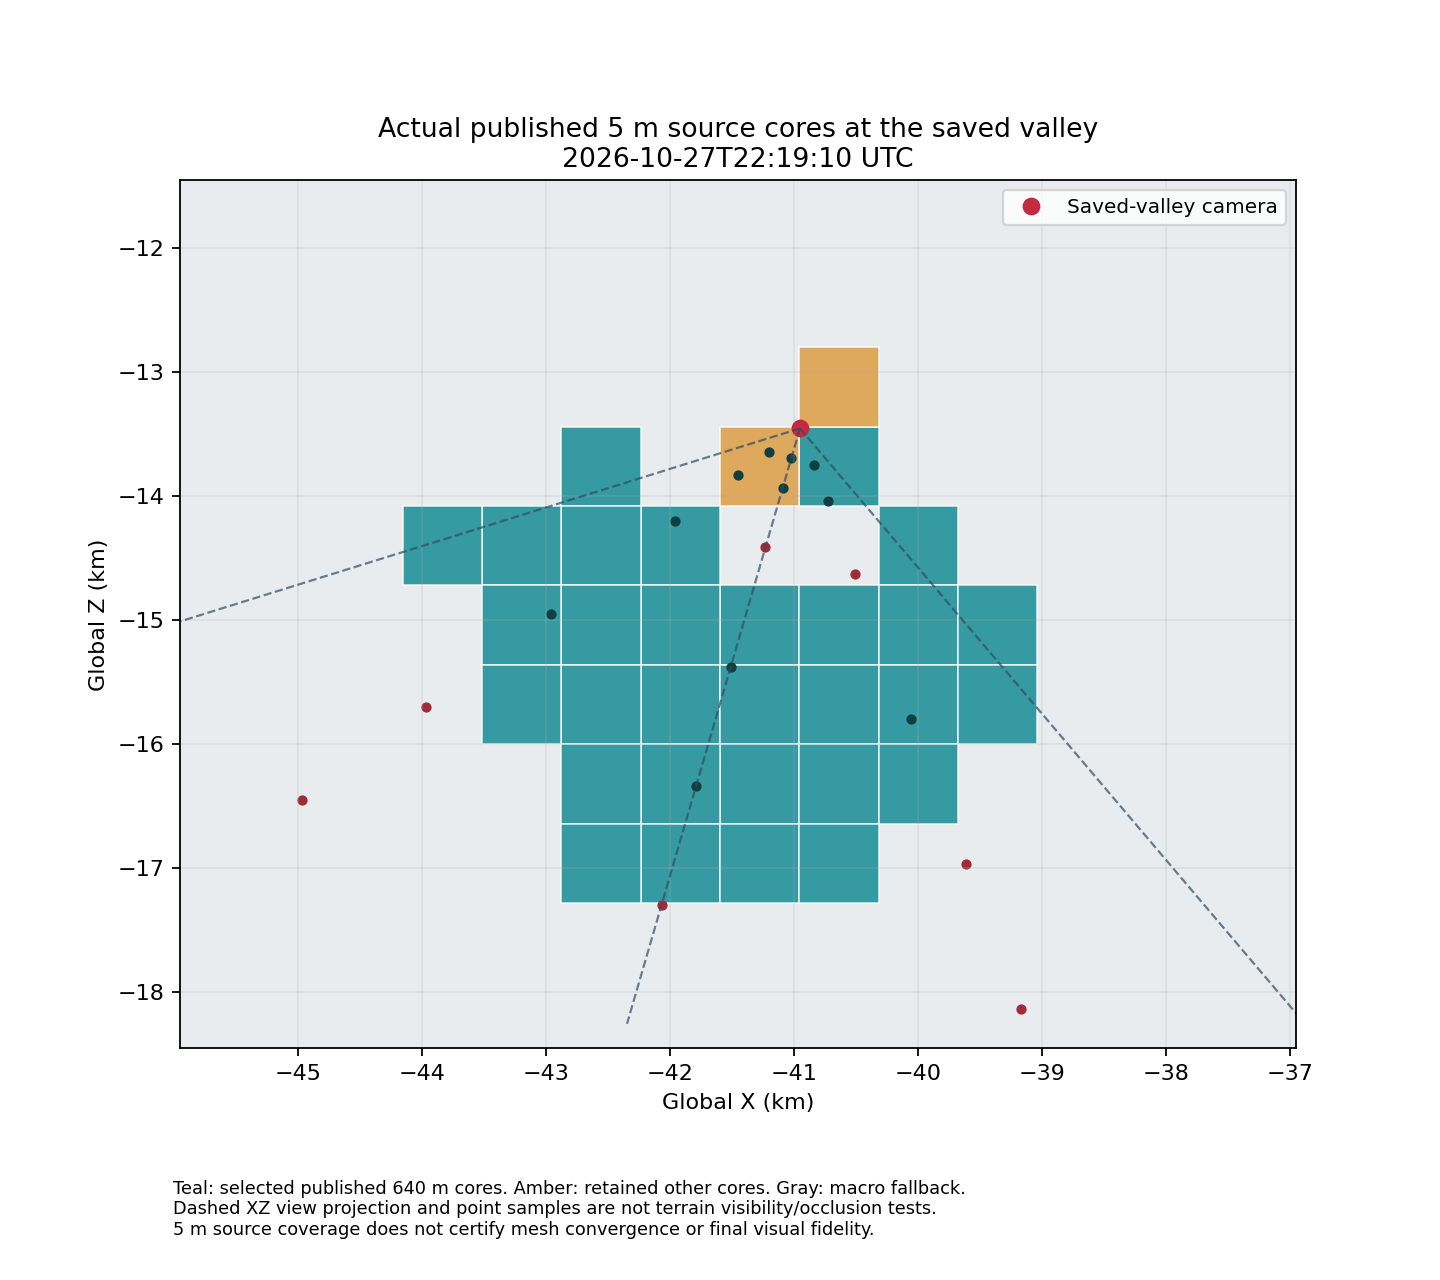 Actual published 5 m source cores at the saved valley
2026-10-27T22:19:10 UTC
Saved-valley camera
−12
−13
−14
−15
−16
−17
−18
Global Z (km)
−45
−44
−43
−42
−41
−40
−39
−38
−37
Global X (km)
Teal: selected published 640 m cores. Amber: retained other cores. Gray: macro fallback.
Dashed XZ view projection and point samples are not terrain visibility/occlusion tests.
5 m source coverage does not certify mesh convergence or final visual fidelity.